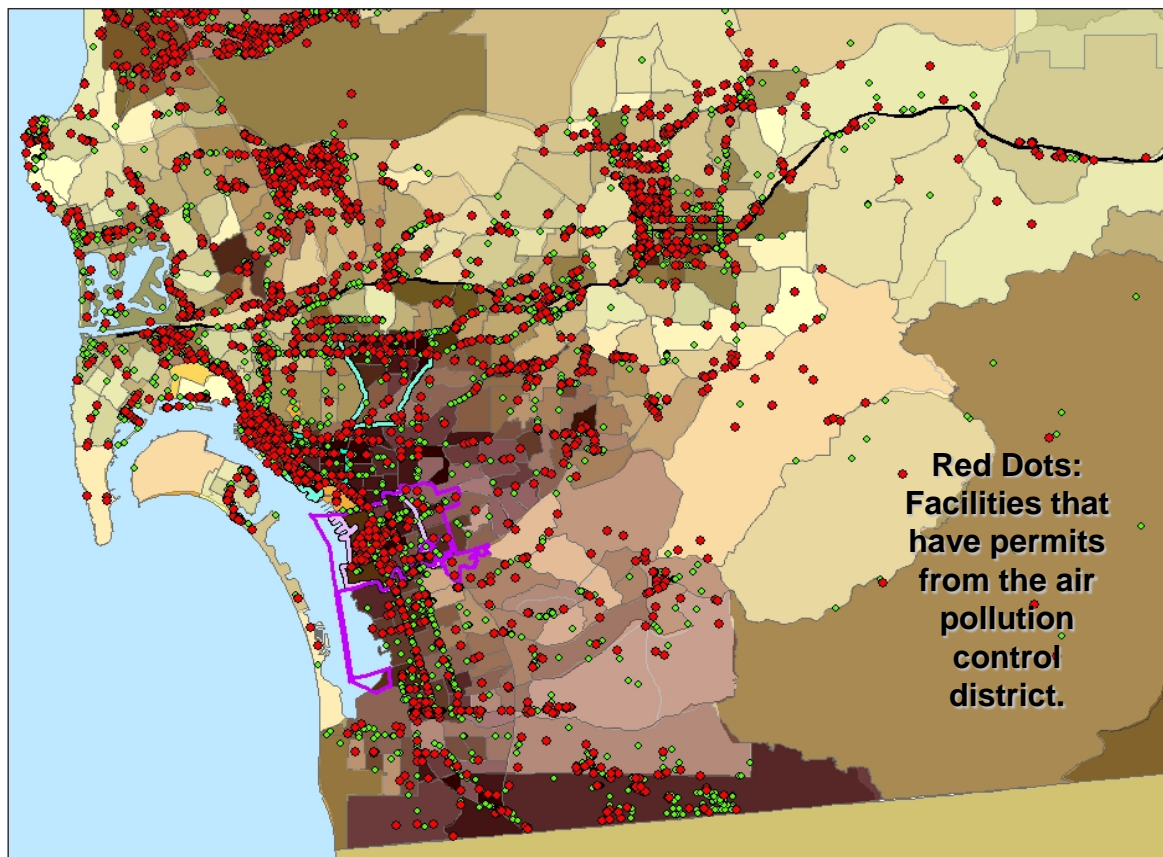 Red Dots:
Facilities that
have permits
from the air
pollution
control
district.